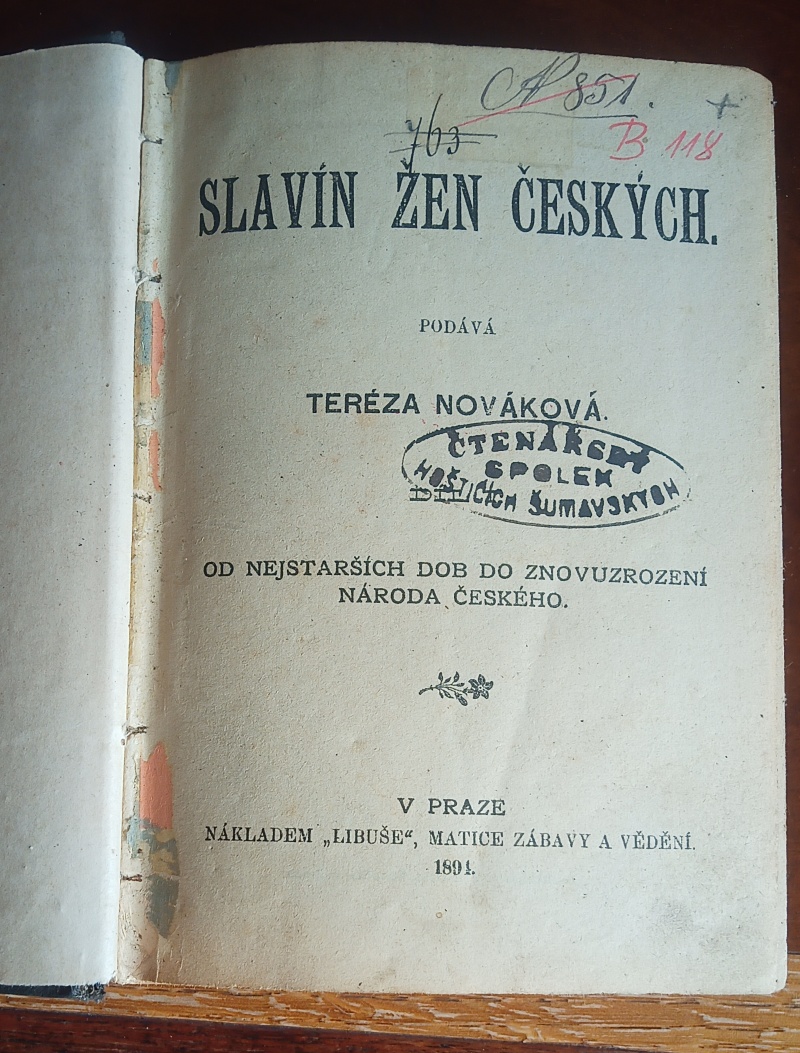 N 851.
+
763
B. 118
SLAVÍN ŽEN ČESKÝCH.
PODÁVÁ
TERÉZA NOVÁKOVÁ.
ČTENÁŘSKÝ
SPOLEK
HOŠTICÍCH ŠUMAVSKÝCH
OD NEJSTARŠÍCH DOB DO ZNOVUZROZENÍ
NÁRODA ČESKÉHO.
V PRAZE
NÁKLADEM „LIBUŠE“, MATICE ZÁBAVY A VĚDĚNÍ.
1894.